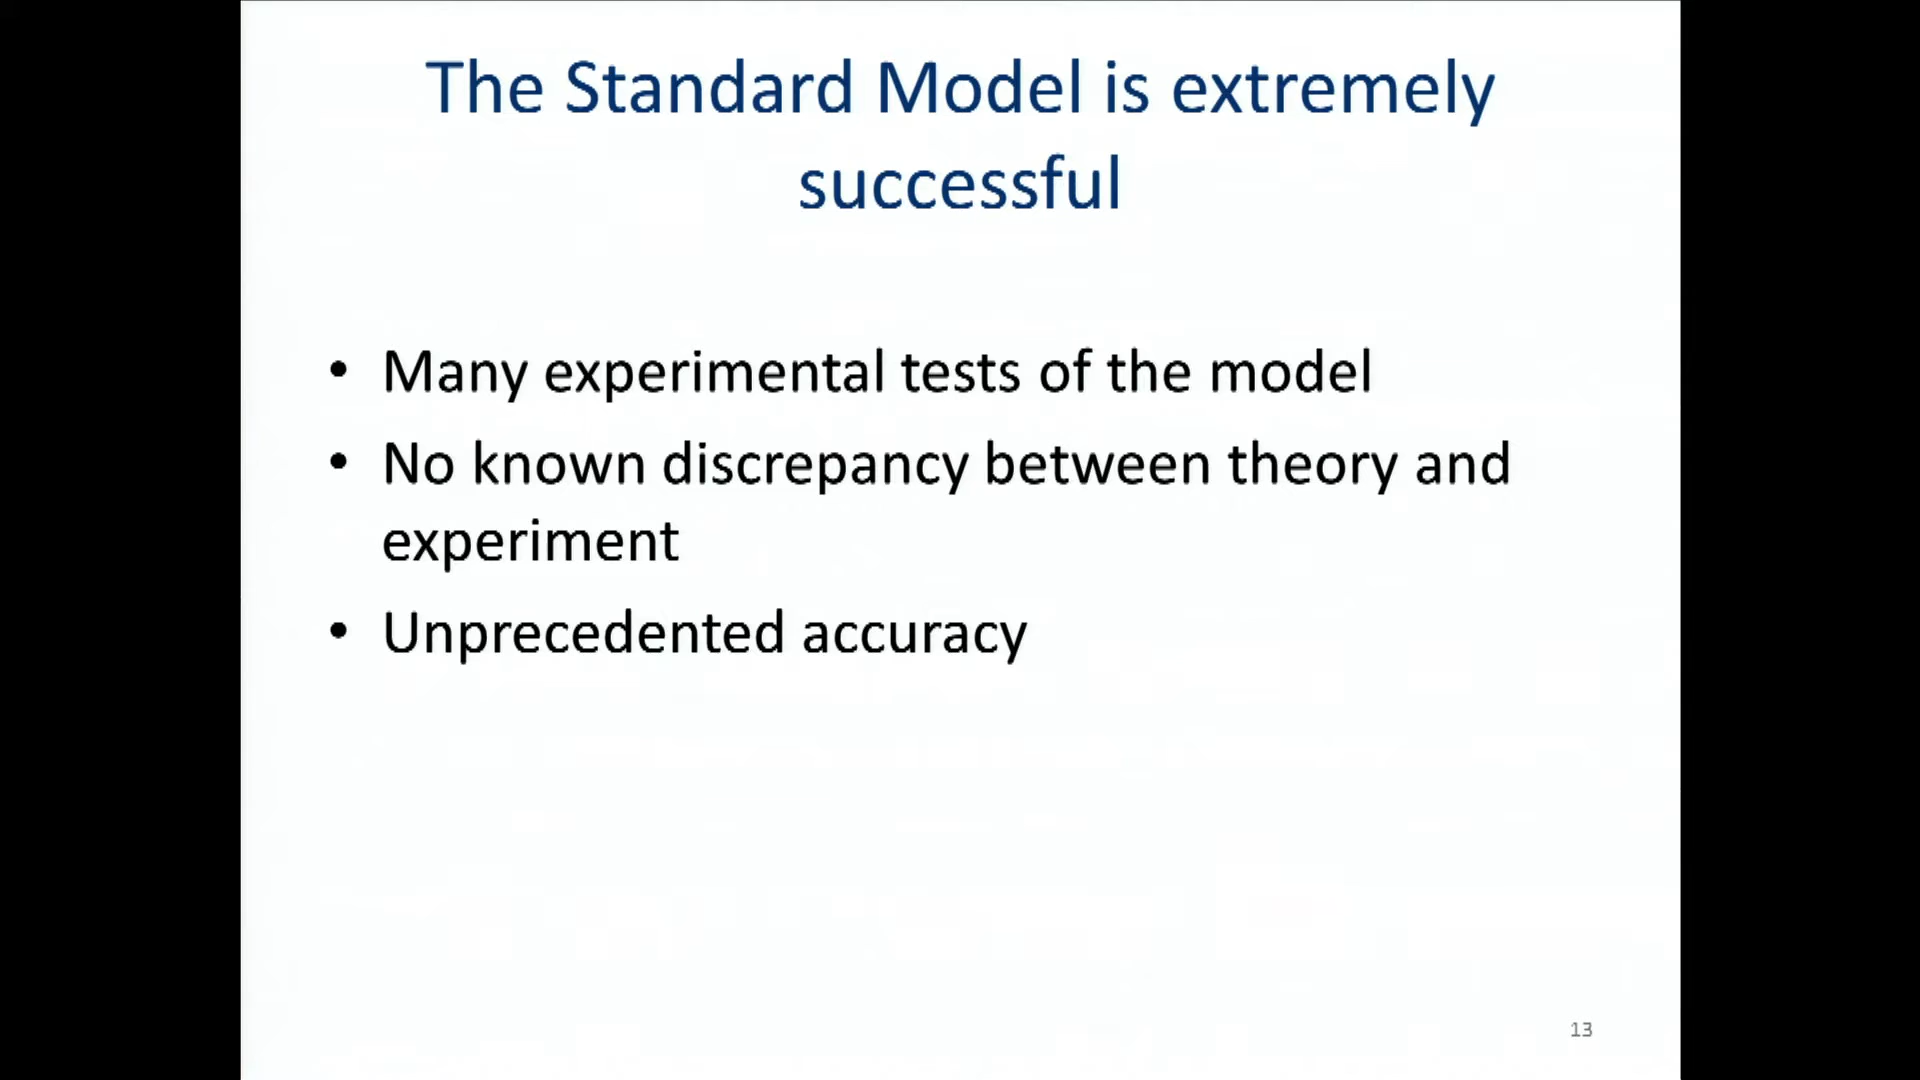 The Standard Model is extremely
successful
• Many experimental tests of the model
• No known discrepancy between theory and
experiment
• Unprecedented accuracy
13